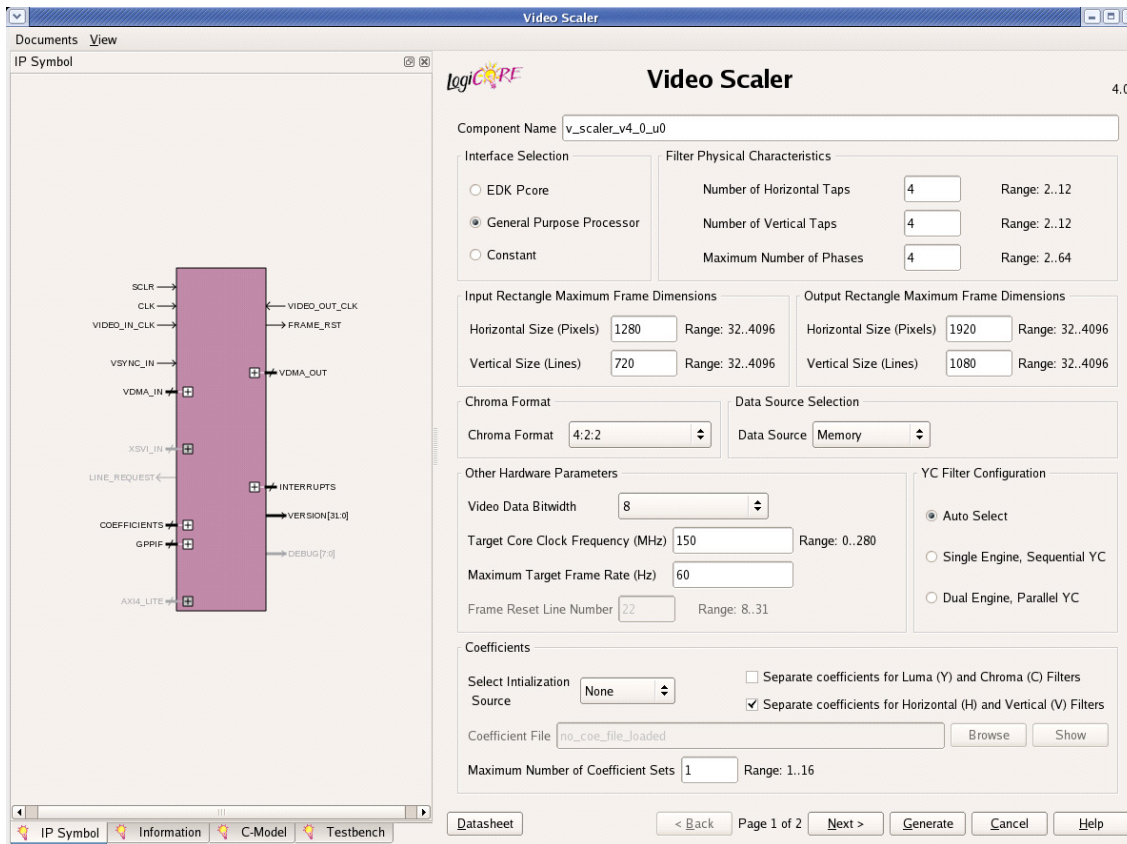 Video Scaler
Documents View
IP Symbol
SCLR
CLK
VIDEO_IN_CLK
VSYNC_IN
VDMA_IN
XSVI_IN
LINE_REQUEST
COEFFICIENTS
GPPIF
AXI4_LITE
VIDEO_OUT_CLK
FRAME_RST
VDMA_OUT
INTERRUPTS
VERSION[31:0]
DEBUG[7:0]
IP Symbol Information C-Model Testbench
LogiCORE
Video Scaler
4.0
Component Name v_scaler_v4_0_u0
Interface Selection
EDK Pcore
General Purpose Processor
Constant
Filter Physical Characteristics
Number of Horizontal Taps 4 Range: 2..12
Number of Vertical Taps 4 Range: 2..12
Maximum Number of Phases 4 Range: 2..64
Input Rectangle Maximum Frame Dimensions
Horizontal Size (Pixels) 1280 Range: 32..4096
Vertical Size (Lines) 720 Range: 32..4096
Output Rectangle Maximum Frame Dimensions
Horizontal Size (Pixels) 1920 Range: 32..4096
Vertical Size (Lines) 1080 Range: 32..4096
Chroma Format
Chroma Format 4:2:2
Data Source Selection
Data Source Memory
Other Hardware Parameters
Video Data Bitwidth 8
Target Core Clock Frequency (MHz) 150 Range: 0..280
Maximum Target Frame Rate (Hz) 60
Frame Reset Line Number 22 Range: 8..31
YC Filter Configuration
Auto Select
Single Engine, Sequential YC
Dual Engine, Parallel YC
Coefficients
Select Intialization
Source
None
Separate coefficients for Luma (Y) and Chroma (C) Filters
Separate coefficients for Horizontal (H) and Vertical (V) Filters
Coefficient File no_coe_file_loaded Browse Show
Maximum Number of Coefficient Sets 1 Range: 1..16
Datasheet < Back Page 1 of 2 Next > Generate Cancel Help